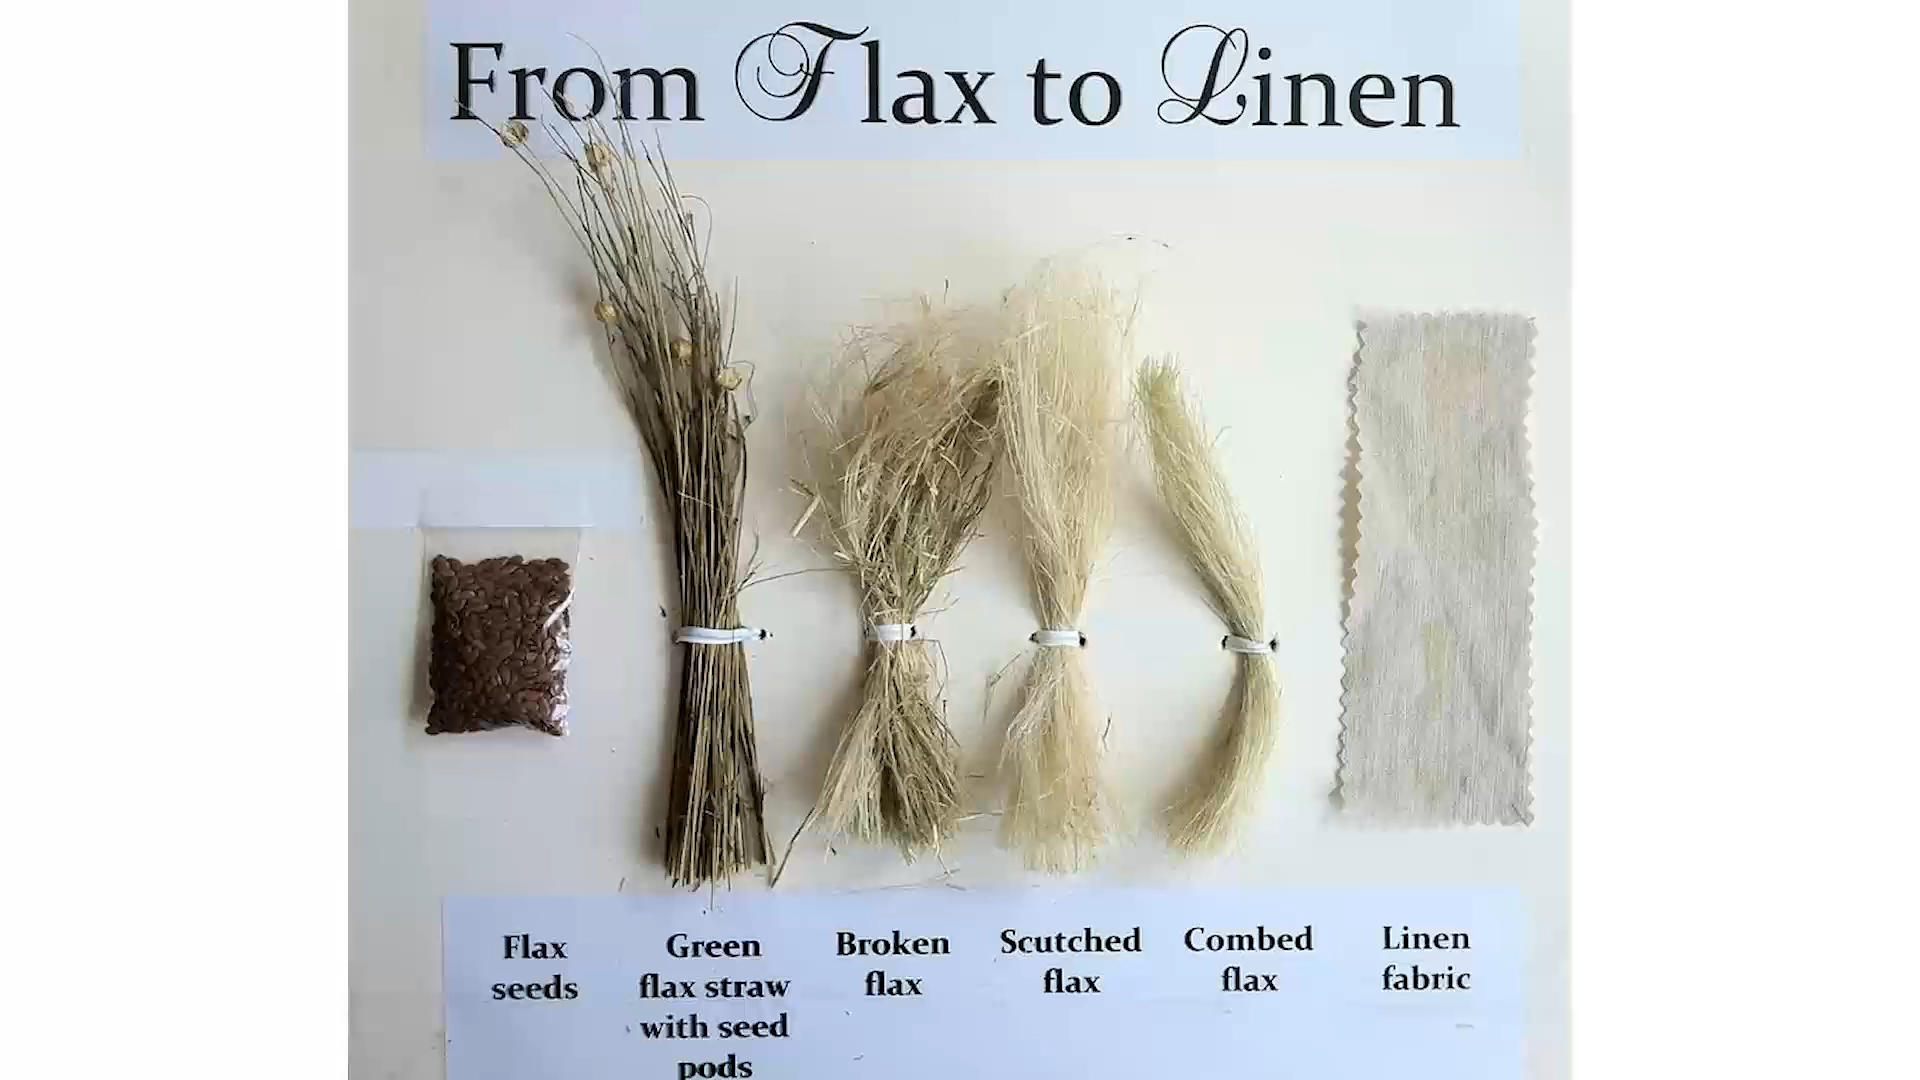 From Flax to Linen
Flax seeds
Green flax straw with seed pods
Broken flax
Scutched flax
Combed flax
Linen fabric